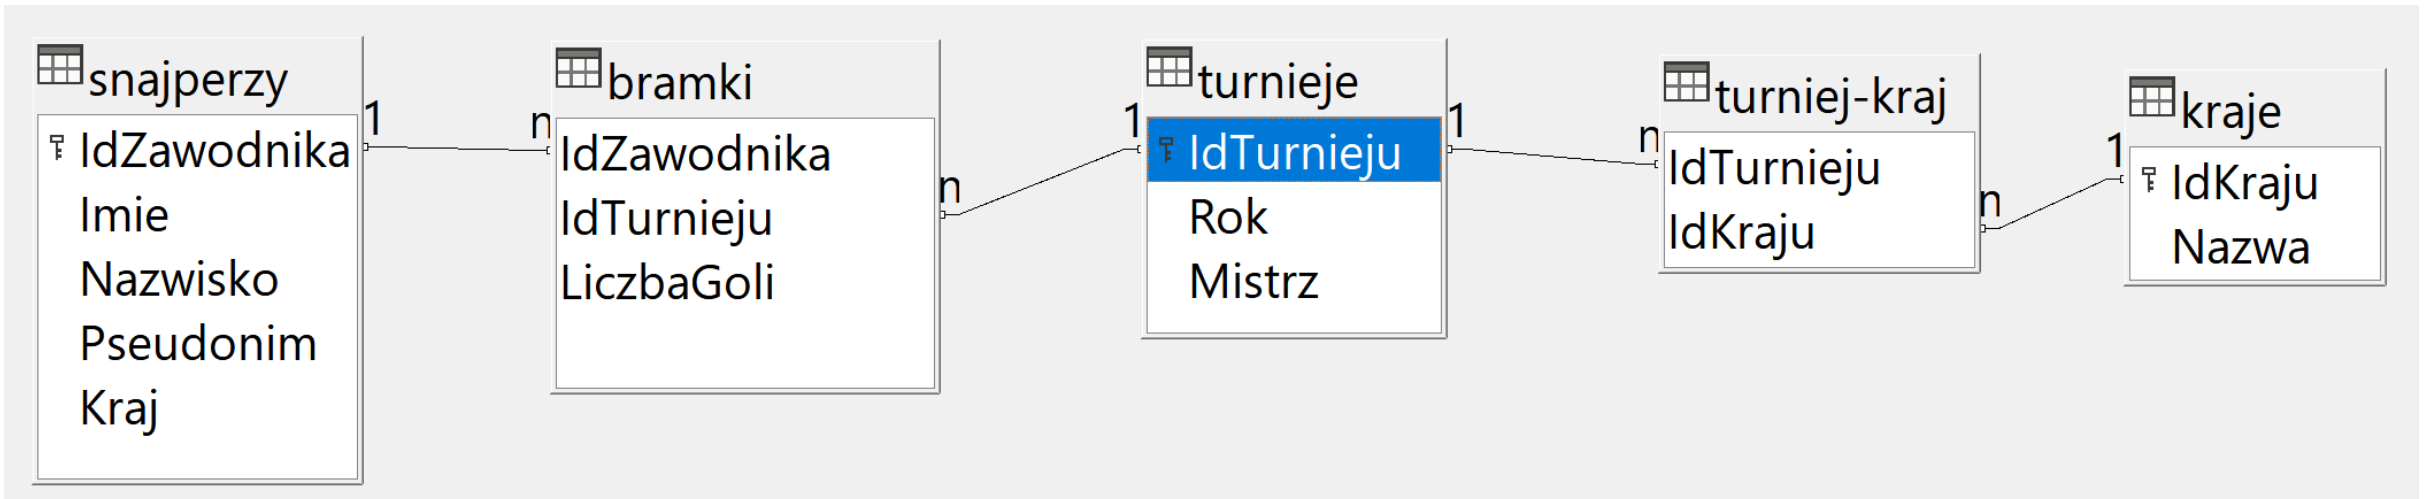 snajperzy
IdZawodnika
Imie
Nazwisko
Pseudonim
Kraj
1
n
bramki
IdZawodnika
IdTurnieju
LiczbaGoli
n
1
turnieje
IdTurnieju
Rok
Mistrz
1
n
turniej-kraj
IdTurnieju
IdKraju
n
1
kraje
IdKraju
Nazwa